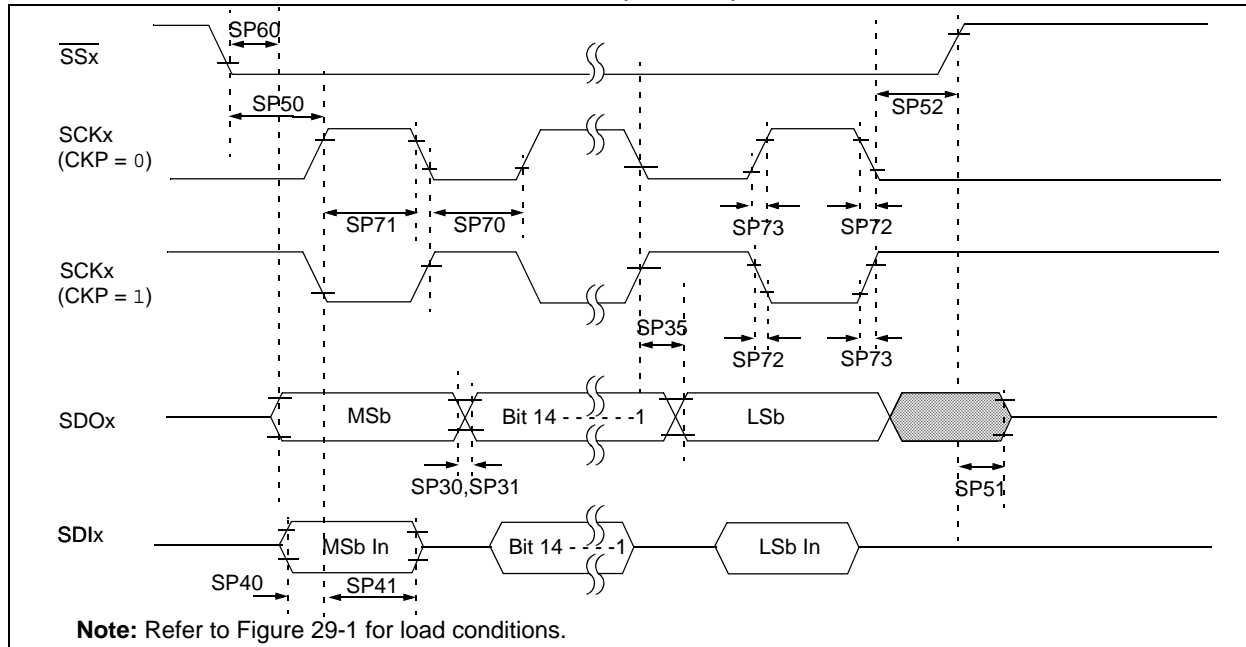 SP60
SSx
SP50
SP52
SCKx
(CKP = 0)
SP71
SP70
SP73
SP72
SCKx
(CKP = 1)
SP35
SP72
SP73
SDOx
MSb
Bit 14 - - - - - -1
LSb
SP30,SP31
SP51
SDIx
MSb In
Bit 14 - - - -1
LSb In
SP40
SP41
Note: Refer to Figure 29-1 for load conditions.